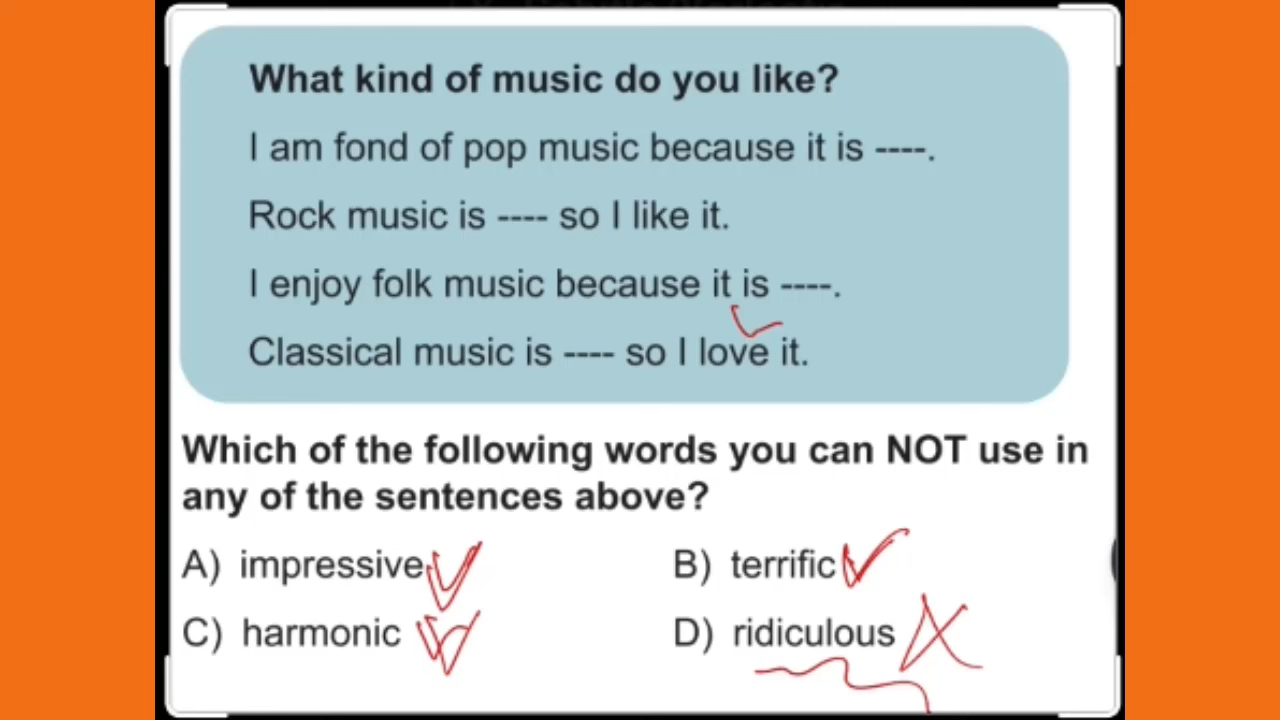 What kind of music do you like?
I am fond of pop music because it is ----.
Rock music is ---- so I like it.
I enjoy folk music because it is ----.
Classical music is ---- so I love it.
Which of the following words you can NOT use in
any of the sentences above?
A) impressive
B) terrific
C) harmonic
D) ridiculous